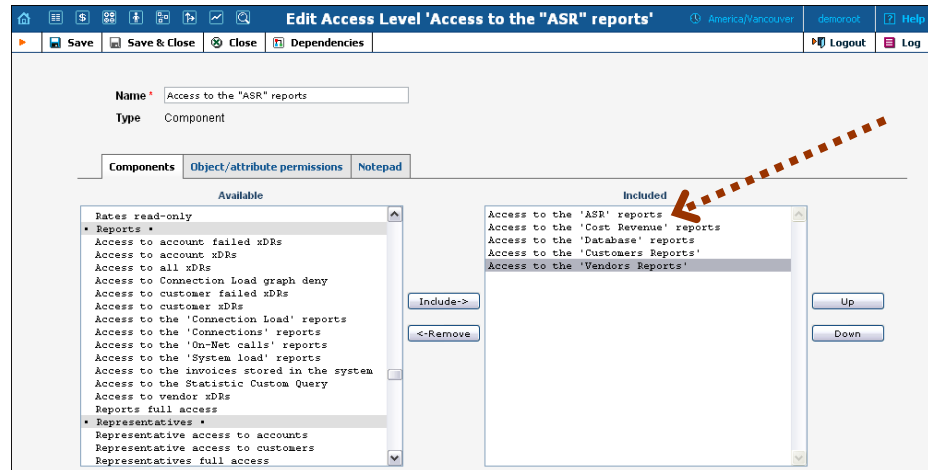 Edit Access Level 'Access to the "ASR" reports'
America/Vancouver
demoroot
? Help
Save
Save & Close
Close
Dependencies
Logout
Log
Name *
Access to the "ASR" reports
Type
Component
Components
Object/attribute permissions
Notepad
Available
Rates read-only
• Reports •
Access to account failed xDRs
Access to account xDRs
Access to all xDRs
Access to Connection Load graph deny
Access to customer failed xDRs
Access to customer xDRs
Access to the 'Connection Load' reports
Access to the 'Connections' reports
Access to the 'On-Net calls' reports
Access to the 'System load' reports
Access to the invoices stored in the system
Access to the Statistic Custom Query
Access to vendor xDRs
Reports full access
• Representatives •
Representative access to accounts
Representative access to customers
Representatives full access
Include->
<-Remove
Included
Access to the 'ASR' reports
Access to the 'Cost Revenue' reports
Access to the 'Database' reports
Access to the 'Customers Reports'
Access to the 'Vendors Reports'
Up
Down